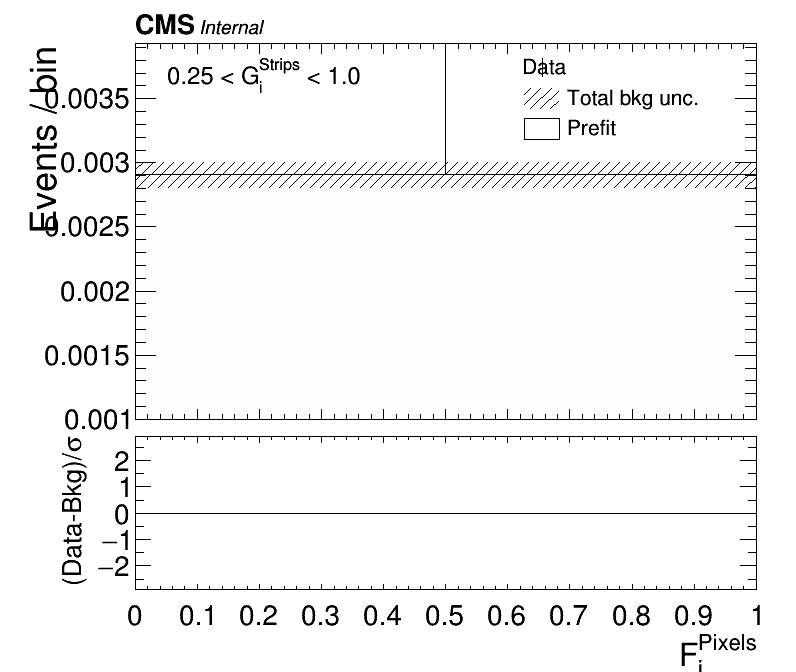 CMS Internal
0.25 < G_i^Strips < 1.0
Data
Total bkg unc.
Prefit
Events / bin
0.0035
0.003
0.0025
0.002
0.0015
0.001
(Data-Bkg)/σ
2
1
0
−1
−2
0 0.1 0.2 0.3 0.4 0.5 0.6 0.7 0.8 0.9 1
F_i^Pixels